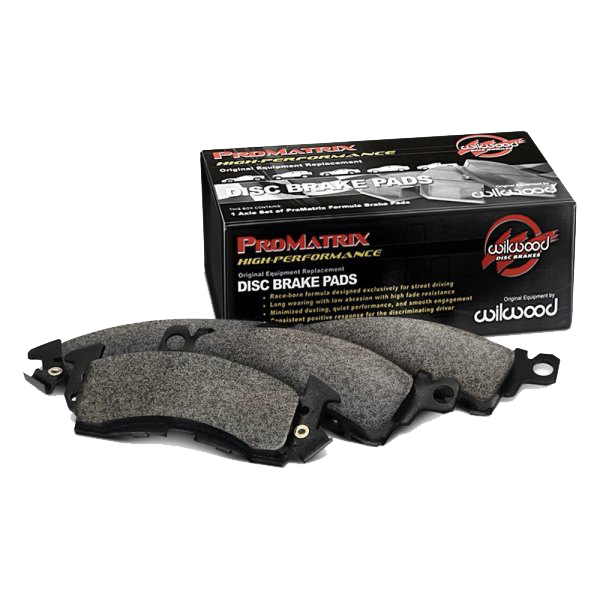 PROMATRIX
HIGH-PERFORMANCE
Original Equipment Replacement
DISC BRAKE PADS
THIS BOX CONTAINS:
1 Axle Set of ProMatrix Formula Brake Pads
wilwood
DISC BRAKES
wilwood
PROMATRIX
HIGH-PERFORMANCE
Original Equipment Replacement
DISC BRAKE PADS
- Race-born formula designed exclusively for street driving
- Long wearing with low abrasion with high fade resistance
- Minimized dusting, quiet performance, and smooth engagement
- Consistent positive response for the discriminating driver
wilwood
DISC BRAKES
Original Equipment by
wilwood